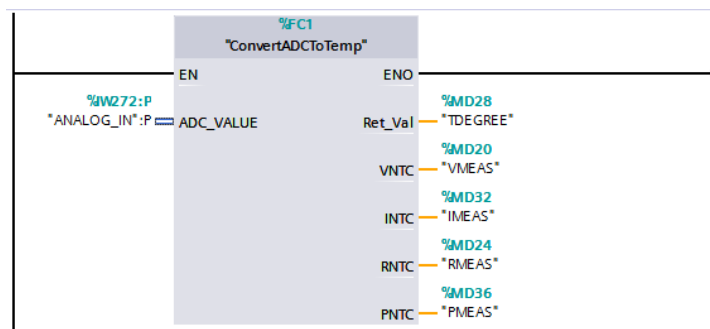 %FC1
"ConvertADCToTemp"
EN ENO
%IW272:P
"ANALOG_IN":P ADC_VALUE
%MD28
Ret_Val "TDEGREE"
%MD20
VNTC "VMEAS"
%MD32
INTC "IMEAS"
%MD24
RNTC "RMEAS"
%MD36
PNTC "PMEAS"